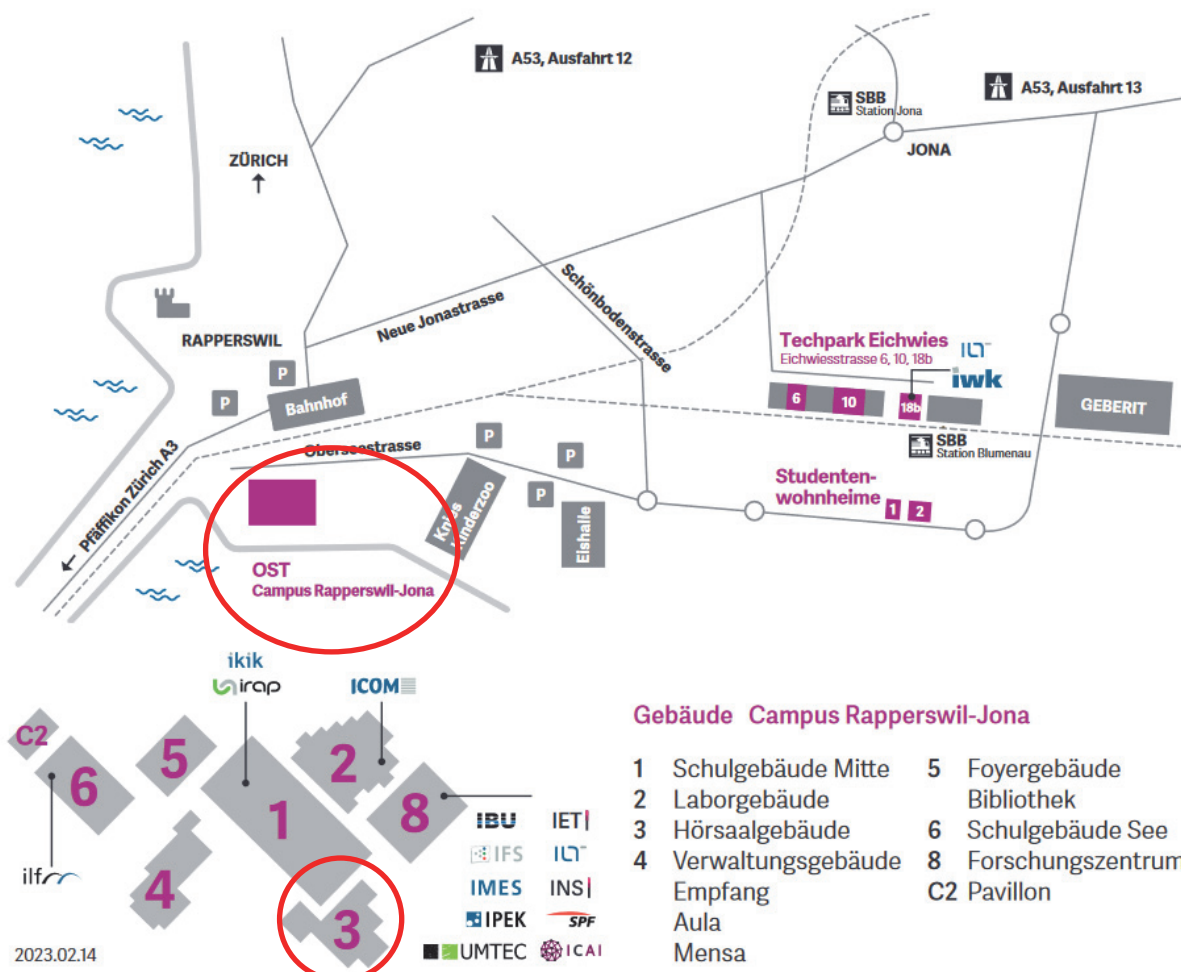 A53, Ausfahrt 12
A53, Ausfahrt 13
SBB
Station Jona
JONA
ZÜRICH
Neue Jonastrasse
Schönbodenstrasse
RAPPERSWIL
Techpark Eichwies
Eichwiesstrasse 6, 10, 18b
ILT
iwk
P
P
Bahnhof
6
10
18b
GEBERIT
SBB
Station Blumenau
Oberseestrasse
P
P
P
Pfäffikon Zürich A3
Knies
Kinderzoo
Eishalle
Studenten-
wohnheime
1
2
OST
Campus Rapperswil-Jona
ikik
irap
ICOM
C2
6
5
1
2
8
4
3
ilf
IBU IET
IFS ILT
IMES INS
IPEK SPF
UMTEC ICAI
2023.02.14
Gebäude Campus Rapperswil-Jona
1 Schulgebäude Mitte
2 Laborgebäude
3 Hörsaalgebäude
4 Verwaltungsgebäude
Empfang
Aula
Mensa
5 Foyergebäude
Bibliothek
6 Schulgebäude See
8 Forschungszentrum
C2 Pavillon